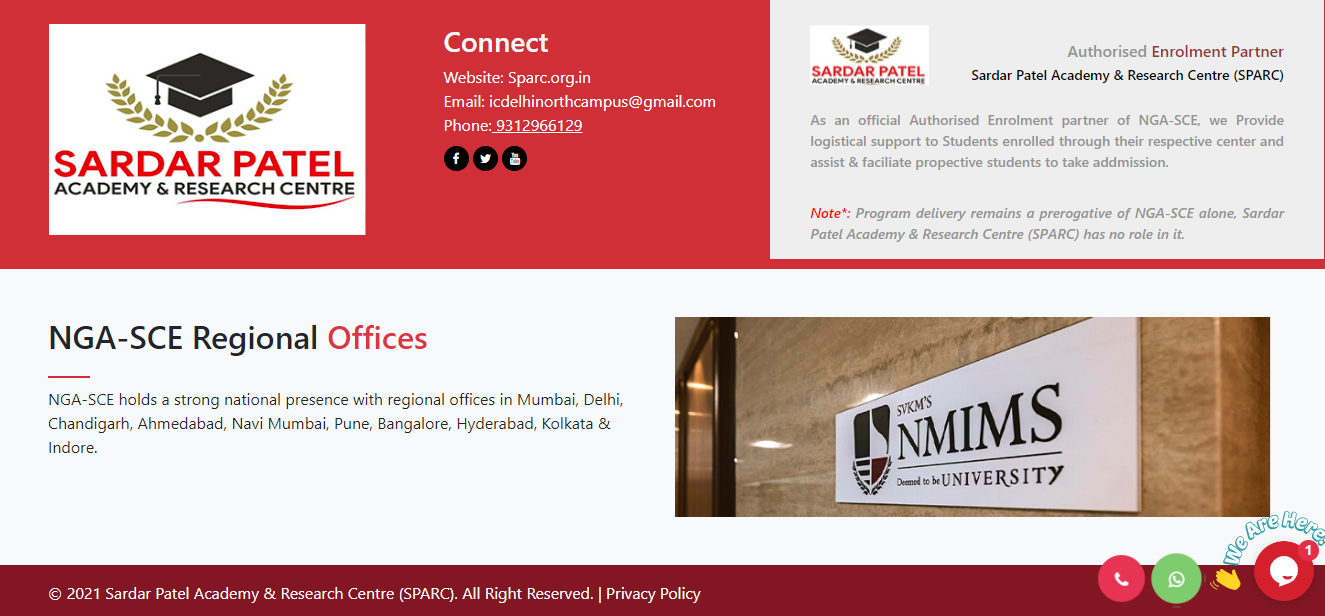 SARDAR PATEL
ACADEMY & RESEARCH CENTRE
Connect
Website: Sparc.org.in
Email: icdelhinorthcampus@gmail.com
Phone: 9312966129
SARDAR PATEL
ACADEMY & RESEARCH CENTRE
Authorised Enrolment Partner
Sardar Patel Academy & Research Centre (SPARC)
As an official Authorised Enrolment partner of NGA-SCE, we Provide
logistical support to Students enrolled through their respective center and
assist & faciliate propective students to take addmission.
Note*: Program delivery remains a prerogative of NGA-SCE alone, Sardar
Patel Academy & Research Centre (SPARC) has no role in it.
NGA-SCE Regional Offices
NGA-SCE holds a strong national presence with regional offices in Mumbai, Delhi,
Chandigarh, Ahmedabad, Navi Mumbai, Pune, Bangalore, Hyderabad, Kolkata &
Indore.
SVKM'S
NMIMS
Deemed to be UNIVERSITY
We Are Here!
1
© 2021 Sardar Patel Academy & Research Centre (SPARC). All Right Reserved. | Privacy Policy